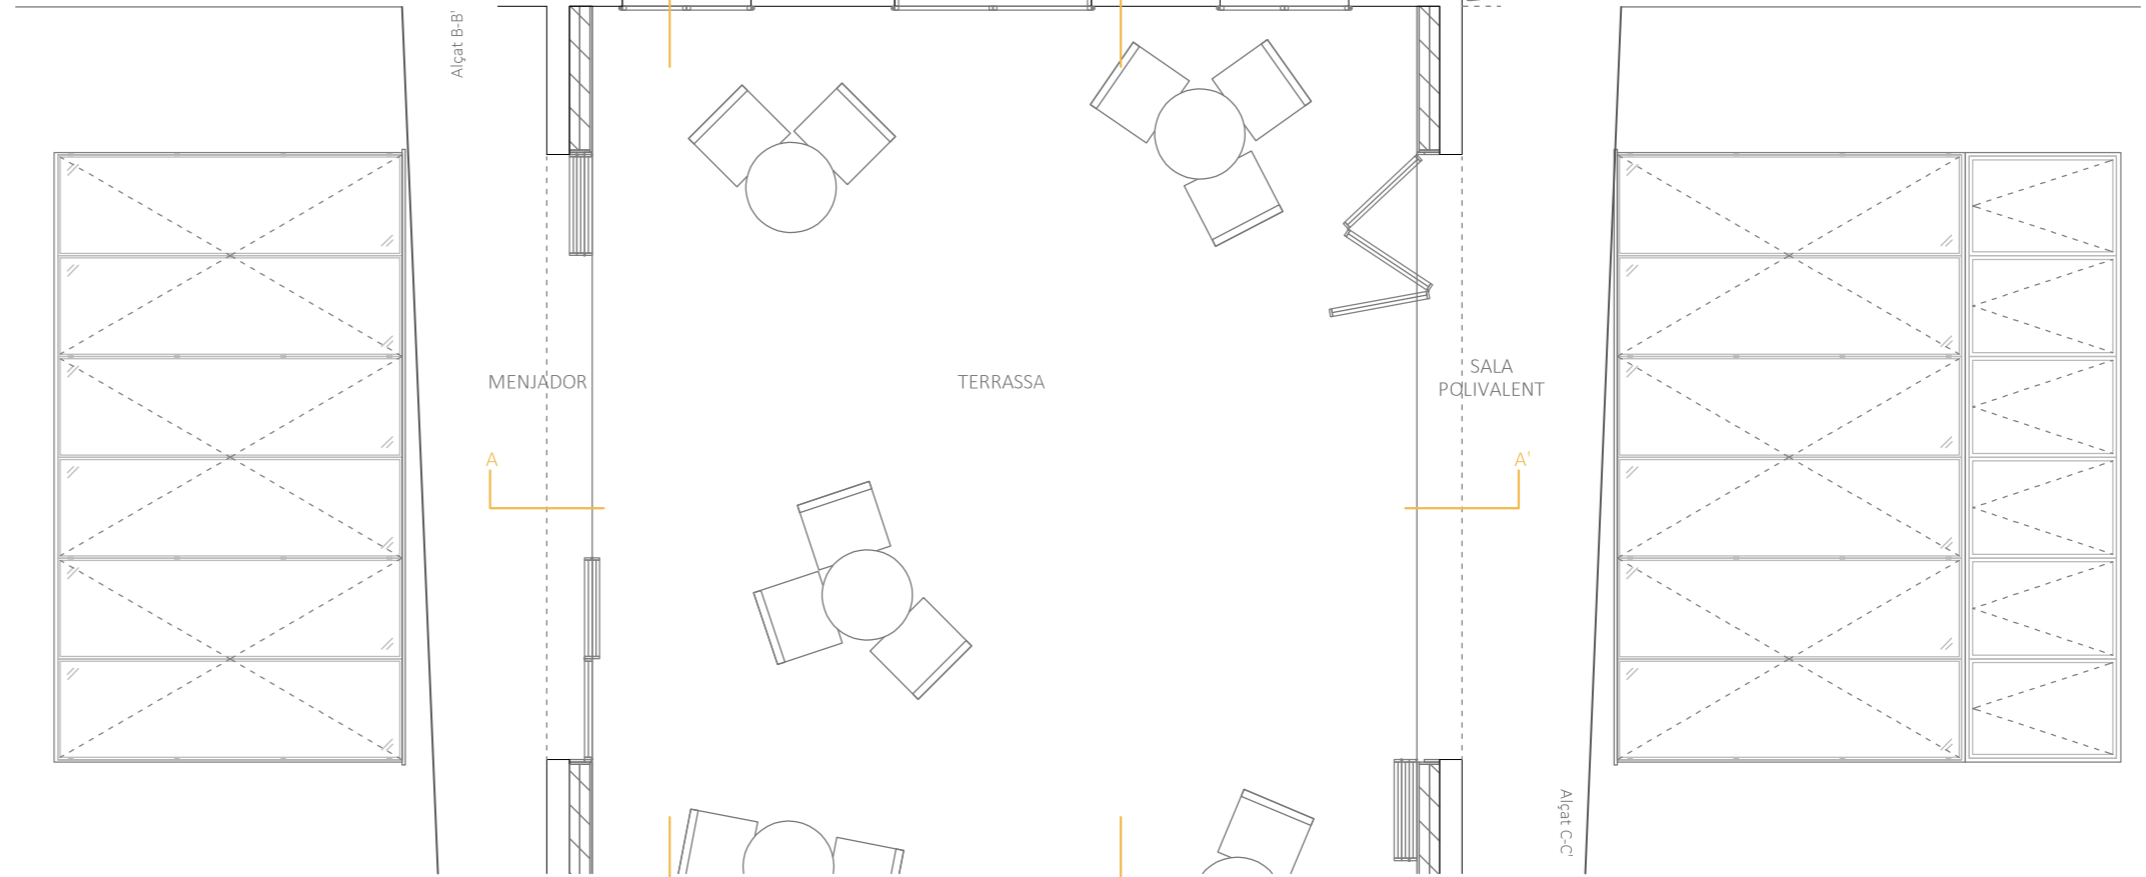 Alçat B-B'
MENJADOR
TERRASSA
SALA
POLIVALENT
A
A'
Alçat C-C'